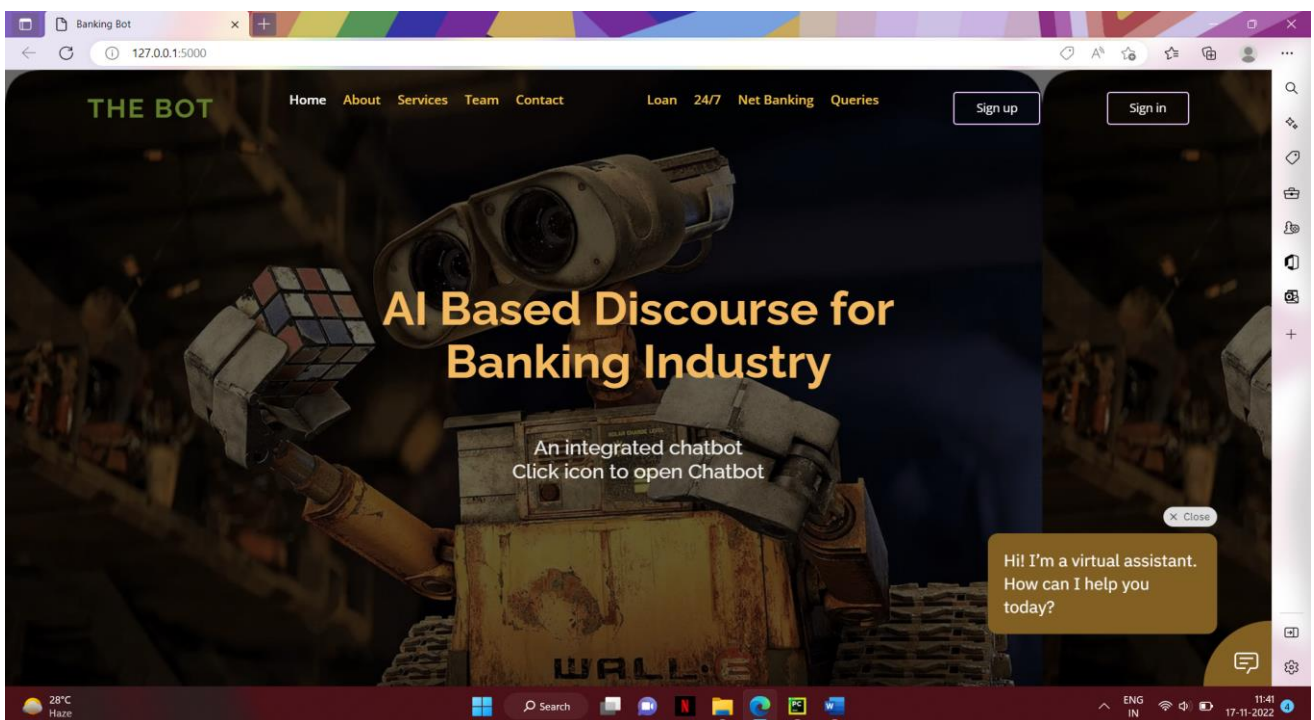 Banking Bot
127.0.0.1:5000
THE BOT
Home About Services Team Contact Loan 24/7 Net Banking Queries
Sign up
Sign in
AI Based Discourse for
Banking Industry
An integrated chatbot
Click icon to open Chatbot
× Close
Hi! I'm a virtual assistant.
How can I help you
today?
WALL·E
28°C
Haze
Search
ENG
IN
11:41
17-11-2022
4